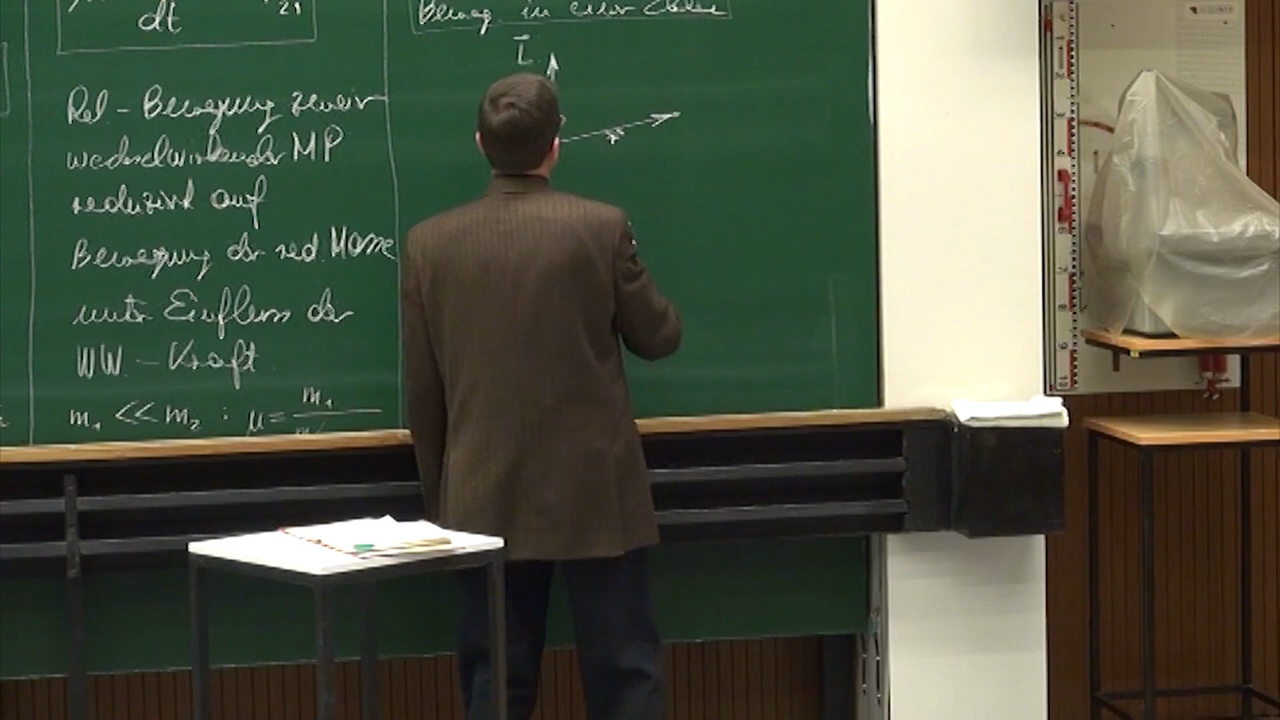 dt
21
Rel - Bewegung zweier
wechselwirkender MP
reduziert auf
Bewegung der red. Masse
unter Einfluss der
WW. - Kraft
m₁ << m₂ : μ = m₁
Beweg. in einer Ebene
L